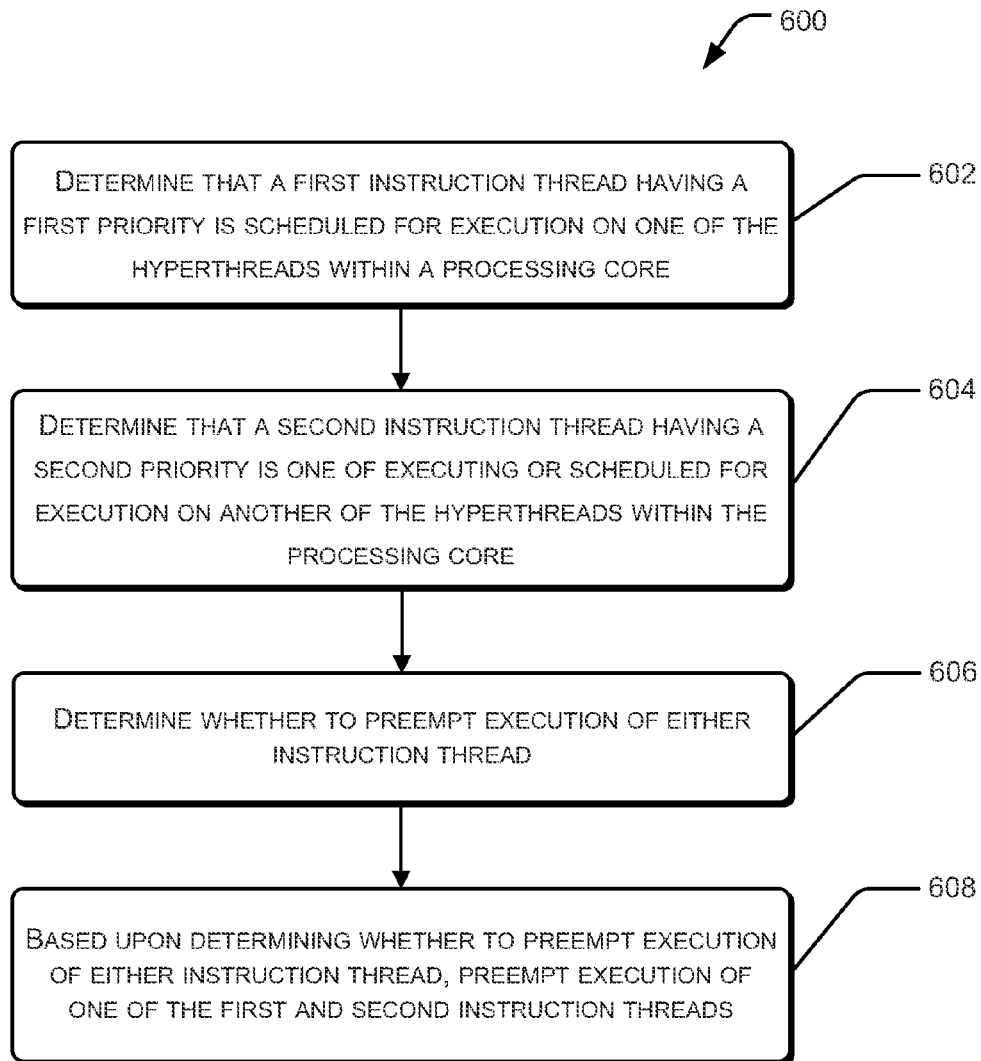 600
DETERMINE THAT A FIRST INSTRUCTION THREAD HAVING A
FIRST PRIORITY IS SCHEDULED FOR EXECUTION ON ONE OF THE
HYPERTHREADS WITHIN A PROCESSING CORE
602
DETERMINE THAT A SECOND INSTRUCTION THREAD HAVING A
SECOND PRIORITY IS ONE OF EXECUTING OR SCHEDULED FOR
EXECUTION ON ANOTHER OF THE HYPERTHREADS WITHIN THE
PROCESSING CORE
604
DETERMINE WHETHER TO PREEMPT EXECUTION OF EITHER
INSTRUCTION THREAD
606
BASED UPON DETERMINING WHETHER TO PREEMPT EXECUTION
OF EITHER INSTRUCTION THREAD, PREEMPT EXECUTION OF
ONE OF THE FIRST AND SECOND INSTRUCTION THREADS
608